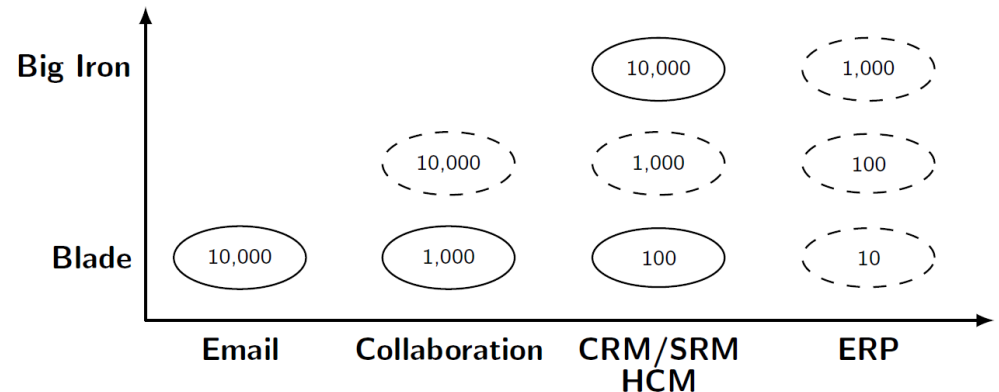 Big Iron
10,000
1,000
10,000
1,000
100
Blade
10,000
1,000
100
10
Email
Collaboration
CRM/SRM
HCM
ERP